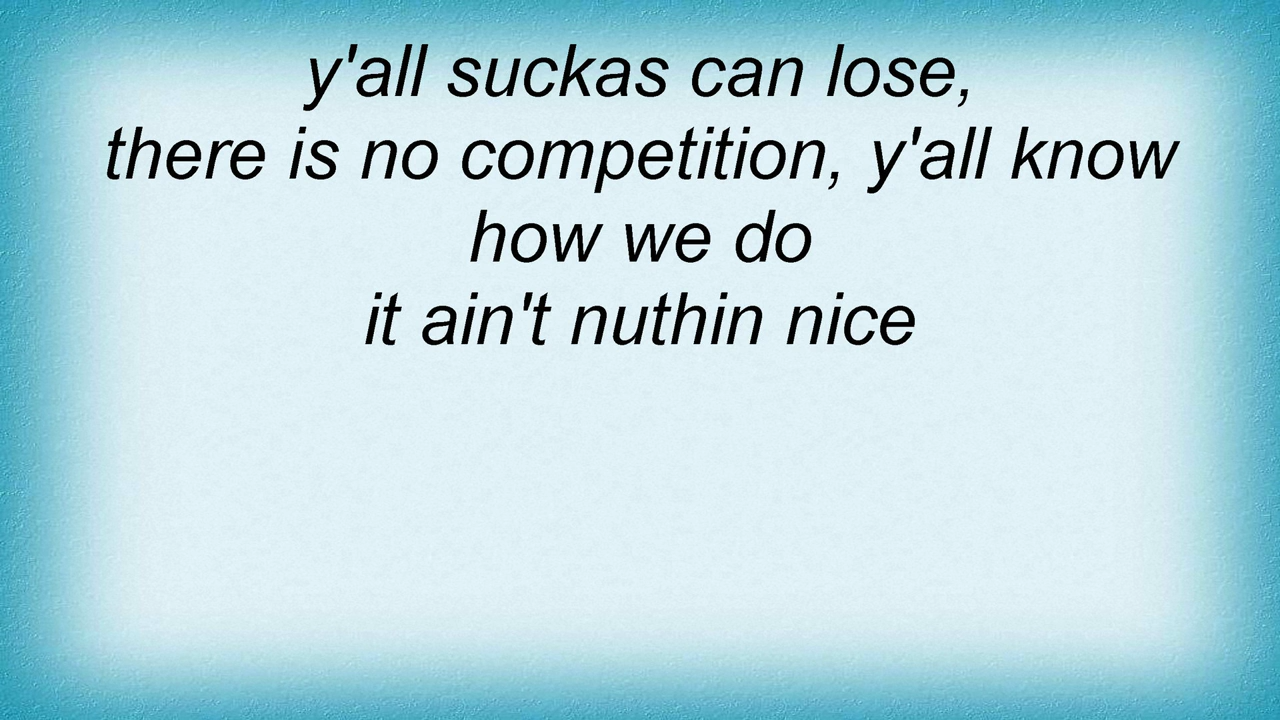 y'all suckas can lose,
there is no competition, y'all know
how we do
it ain't nuthin nice